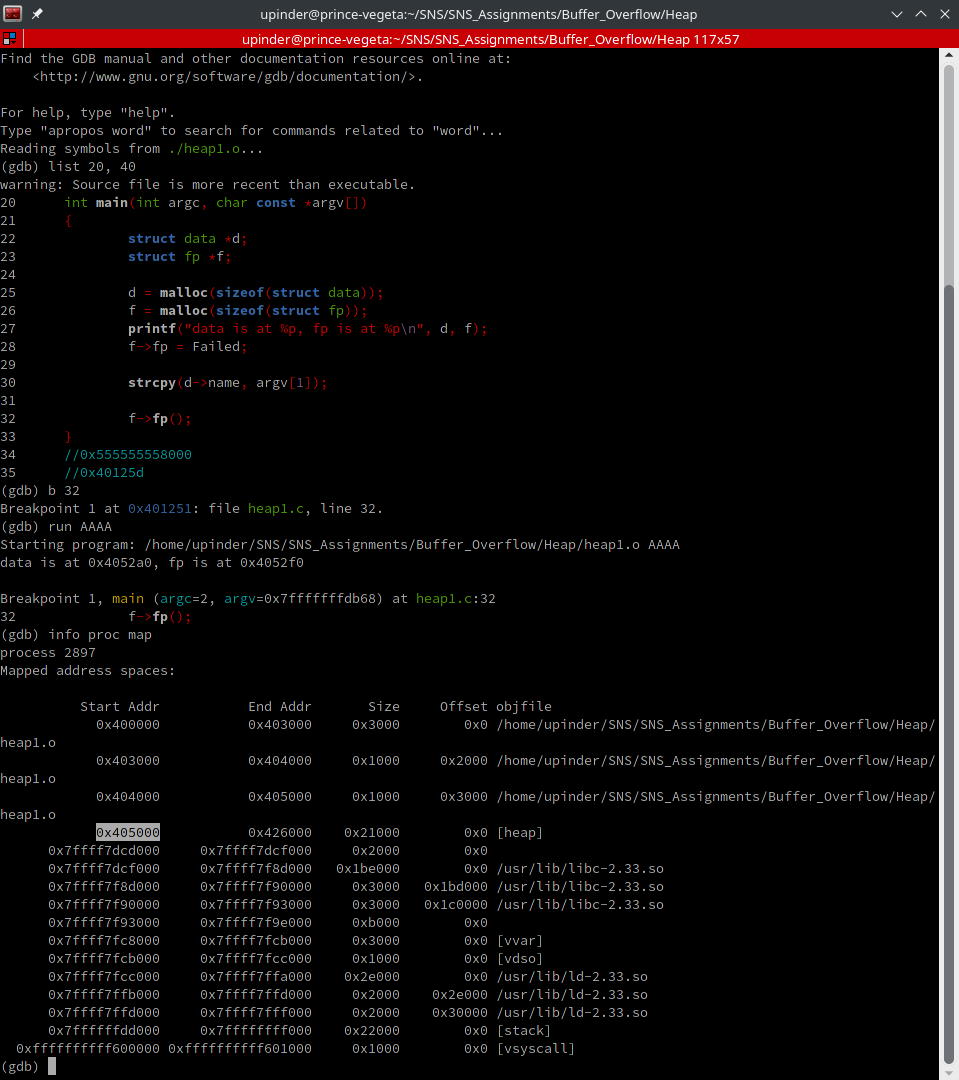 upinder@prince-vegeta:~/SNS/SNS_Assignments/Buffer_Overflow/Heap
upinder@prince-vegeta:~/SNS/SNS_Assignments/Buffer_Overflow/Heap 117x57
Find the GDB manual and other documentation resources online at:
    <http://www.gnu.org/software/gdb/documentation/>.

For help, type "help".
Type "apropos word" to search for commands related to "word"...
Reading symbols from ./heap1.o...
(gdb) list 20, 40
warning: Source file is more recent than executable.
20      int main(int argc, char const *argv[])
21      {
22              struct data *d;
23              struct fp *f;
24
25              d = malloc(sizeof(struct data));
26              f = malloc(sizeof(struct fp));
27              printf("data is at %p, fp is at %p\n", d, f);
28              f->fp = Failed;
29
30              strcpy(d->name, argv[1]);
31
32              f->fp();
33      }
34      //0x555555558000
35      //0x40125d
(gdb) b 32
Breakpoint 1 at 0x401251: file heap1.c, line 32.
(gdb) run AAAA
Starting program: /home/upinder/SNS/SNS_Assignments/Buffer_Overflow/Heap/heap1.o AAAA
data is at 0x4052a0, fp is at 0x4052f0

Breakpoint 1, main (argc=2, argv=0x7fffffffdb68) at heap1.c:32
32              f->fp();
(gdb) info proc map
process 2897
Mapped address spaces:

          Start Addr           End Addr       Size     Offset objfile
            0x400000           0x403000     0x3000        0x0 /home/upinder/SNS/SNS_Assignments/Buffer_Overflow/Heap/
heap1.o
            0x403000           0x404000     0x1000     0x2000 /home/upinder/SNS/SNS_Assignments/Buffer_Overflow/Heap/
heap1.o
            0x404000           0x405000     0x1000     0x3000 /home/upinder/SNS/SNS_Assignments/Buffer_Overflow/Heap/
heap1.o
            0x405000           0x426000    0x21000        0x0 [heap]
      0x7ffff7dcd000     0x7ffff7dcf000     0x2000        0x0
      0x7ffff7dcf000     0x7ffff7f8d000   0x1be000        0x0 /usr/lib/libc-2.33.so
      0x7ffff7f8d000     0x7ffff7f90000     0x3000   0x1bd000 /usr/lib/libc-2.33.so
      0x7ffff7f90000     0x7ffff7f93000     0x3000   0x1c0000 /usr/lib/libc-2.33.so
      0x7ffff7f93000     0x7ffff7f9e000     0xb000        0x0
      0x7ffff7fc8000     0x7ffff7fcb000     0x3000        0x0 [vvar]
      0x7ffff7fcb000     0x7ffff7fcc000     0x1000        0x0 [vdso]
      0x7ffff7fcc000     0x7ffff7ffa000    0x2e000        0x0 /usr/lib/ld-2.33.so
      0x7ffff7ffb000     0x7ffff7ffd000     0x2000    0x2e000 /usr/lib/ld-2.33.so
      0x7ffff7ffd000     0x7ffff7fff000     0x2000    0x30000 /usr/lib/ld-2.33.so
      0x7ffffffdd000     0x7ffffffff000    0x22000        0x0 [stack]
  0xffffffffff600000 0xffffffffff601000     0x1000        0x0 [vsyscall]
(gdb)